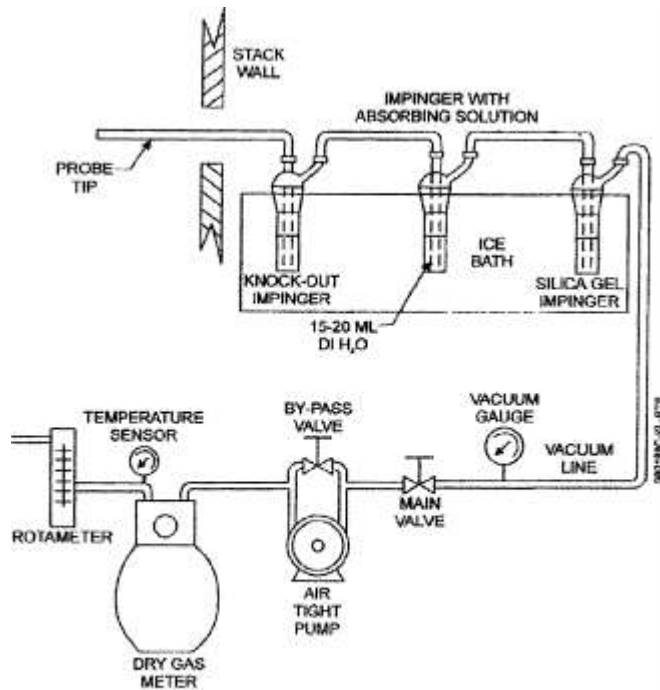 STACK
WALL
IMPINGER WITH
ABSORBING SOLUTION
PROBE
TIP
ICE
BATH
KNOCK-OUT
IMPINGER
SILICA GEL
IMPINGER
15-20 ML
DI H₂O
VACUUM
GAUGE
BY-PASS
VALVE
TEMPERATURE
SENSOR
VACUUM
LINE
MAIN
VALVE
ROTAMETER
AIR
TIGHT
PUMP
DRY GAS
METER